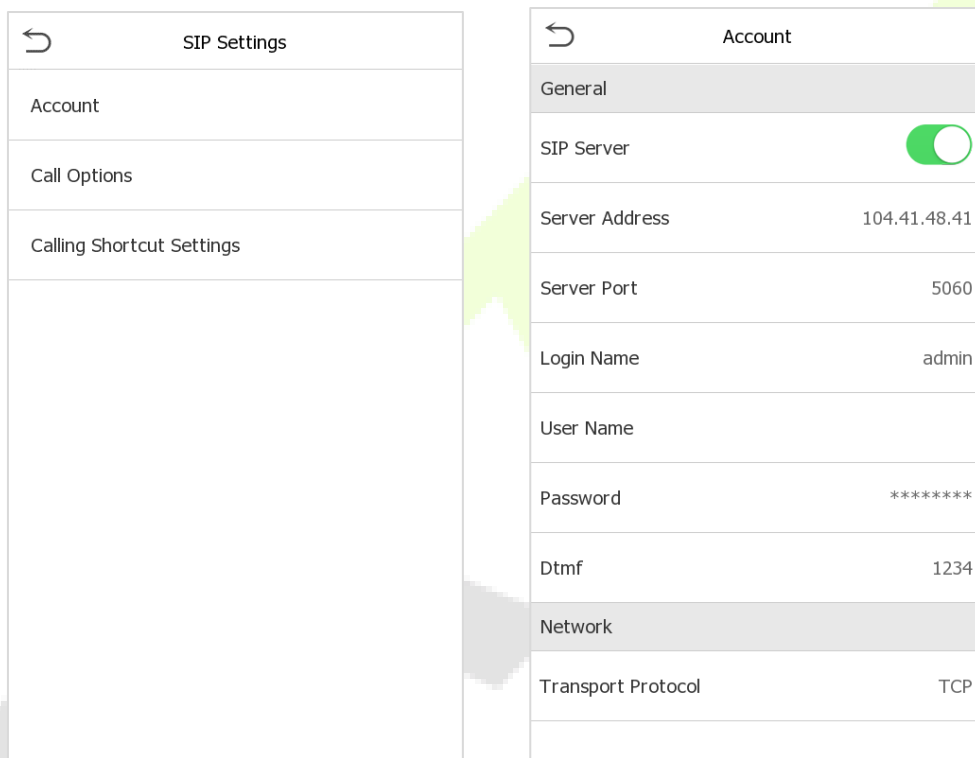 SIP Settings
Account
Call Options
Calling Shortcut Settings
Account
General
SIP Server
Server Address 104.41.48.41
Server Port 5060
Login Name admin
User Name
Password ********
Dtmf 1234
Network
Transport Protocol TCP